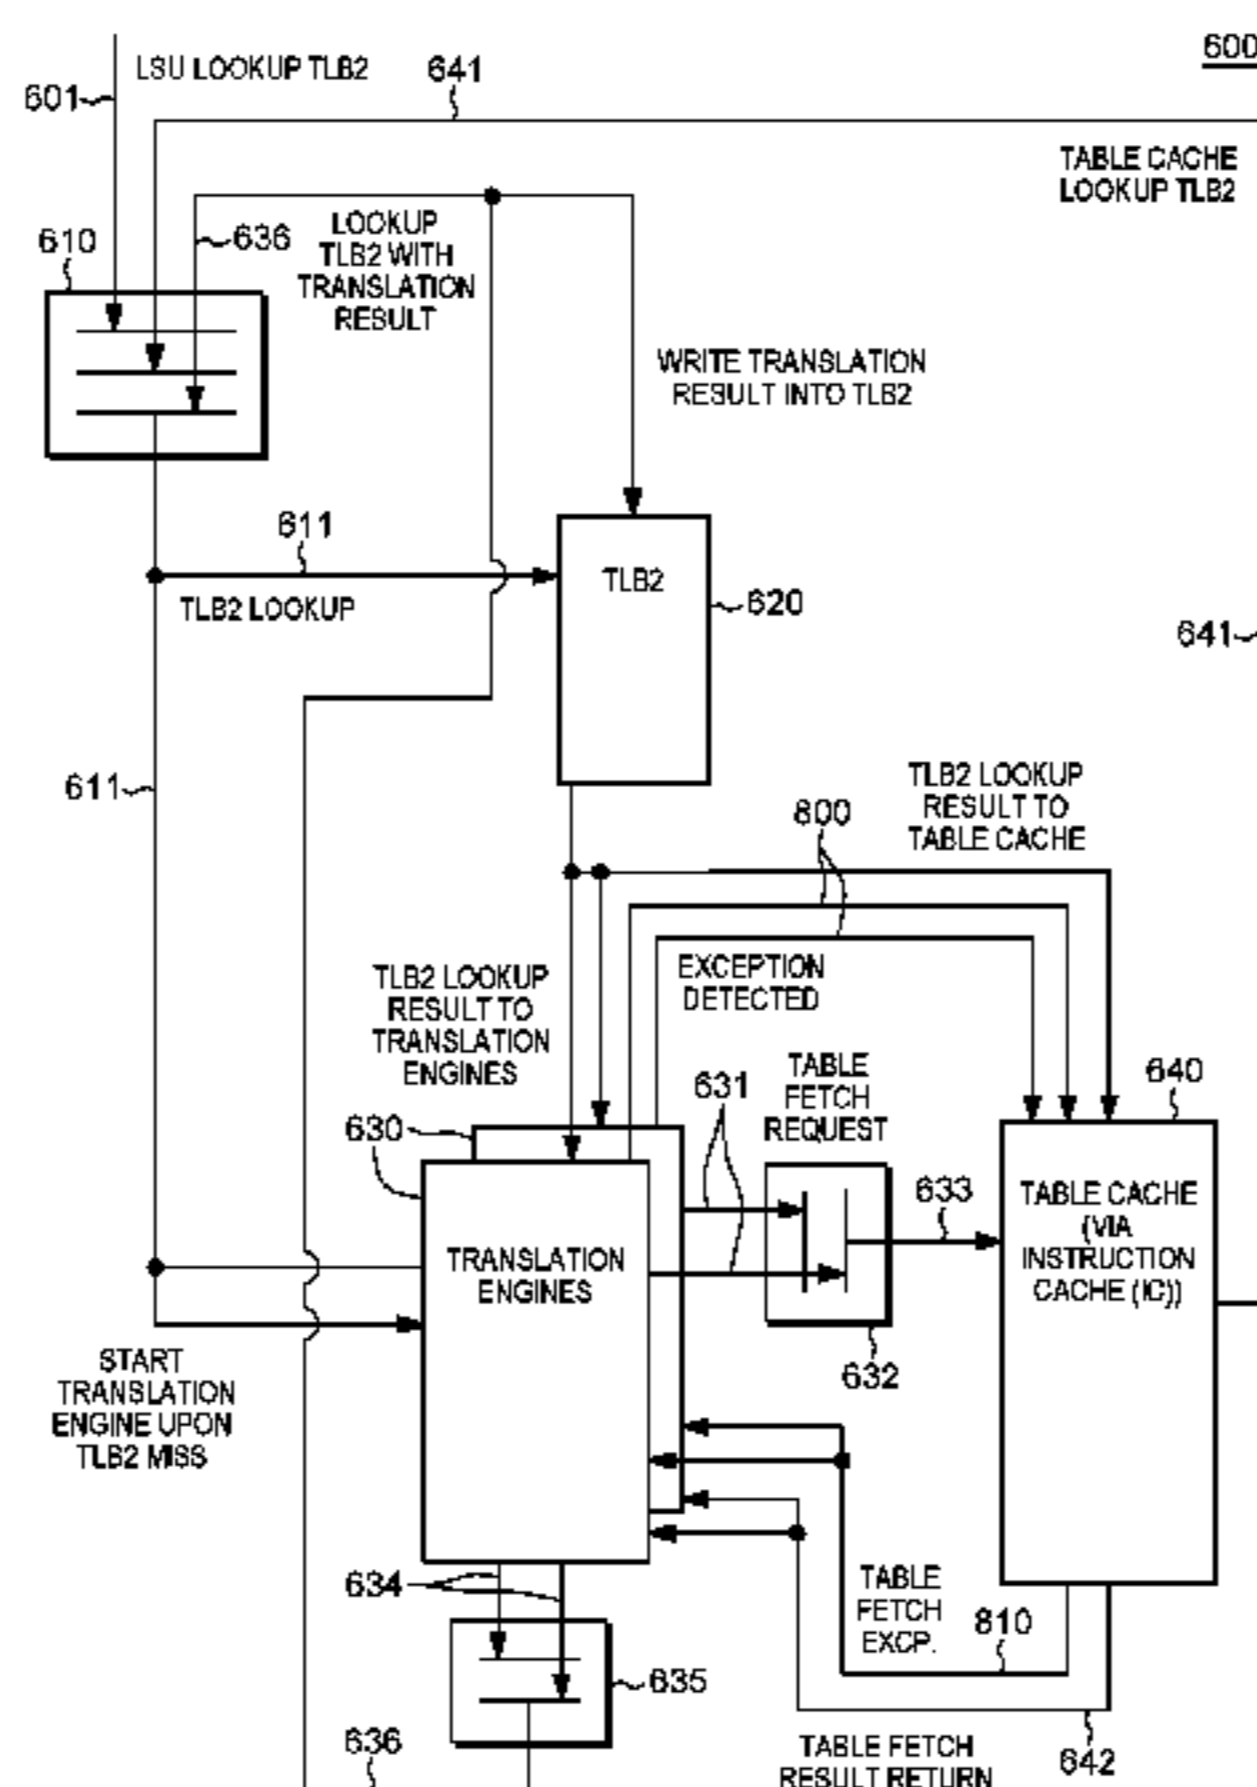 600
LSU LOOKUP TLB2
641
601
TABLE CACHE
LOOKUP TLB2
610
636
LOOKUP
TLB2 WITH
TRANSLATION
RESULT
WRITE TRANSLATION
RESULT INTO TLB2
611
TLB2
620
TLB2 LOOKUP
641
611
TLB2 LOOKUP
RESULT TO
TABLE CACHE
800
TLB2 LOOKUP
RESULT TO
TRANSLATION
ENGINES
EXCEPTION
DETECTED
TABLE
FETCH
REQUEST
631
640
630
633
TABLE CACHE
(VIA
INSTRUCTION
CACHE (IC))
TRANSLATION
ENGINES
632
START
TRANSLATION
ENGINE UPON
TLB2 MISS
634
TABLE
FETCH
EXCP.
810
635
636
TABLE FETCH
RESULT RETURN
642